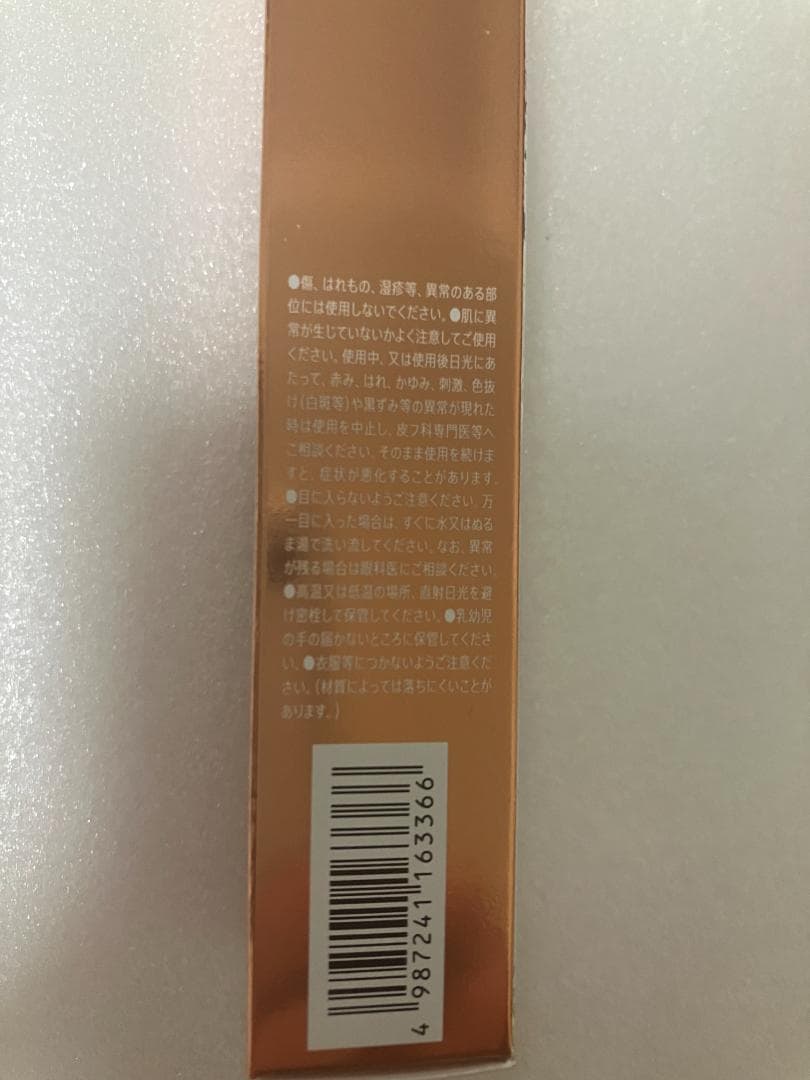 ●傷、はれもの、湿疹等、異常のある部
位には使用しないでください。●肌に異
常が生じていないかよく注意してご使用
ください。使用中、又は使用後日光にあ
たって、赤み、はれ、かゆみ、刺激、色抜
け(白斑等)や黒ずみ等の異常が現れた
時は使用を中止し、皮フ科専門医等へ
ご相談ください。そのまま使用を続けま
すと、症状が悪化することがあります。
●目に入らないようご注意ください。万
一目に入った場合は、すぐに水又はぬる
ま湯で洗い流してください。なお、異常
が残る場合は眼科医にご相談ください。
●高温又は低温の場所、直射日光を避
け密栓して保管してください。●乳幼児
の手の届かないところに保管してくださ
い。●衣服等につかないようご注意くだ
さい。(材質によっては落ちにくいことが
あります。)
4 987241 163366